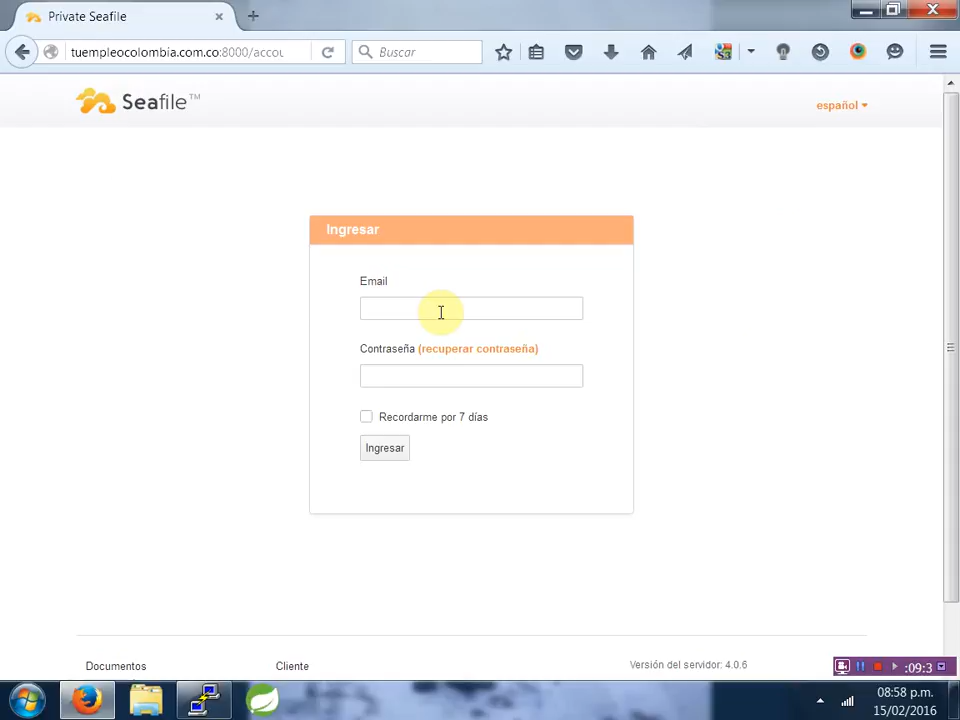 Private Seafile
tuempleocolombia.com.co:8000/accou
Buscar
Seafile™
español
Ingresar
Email
Contraseña (recuperar contraseña)
Recordarme por 7 días
Ingresar
Documentos
Cliente
Versión del servidor: 4.0.6
:09:3
08:58 p.m.
15/02/2016